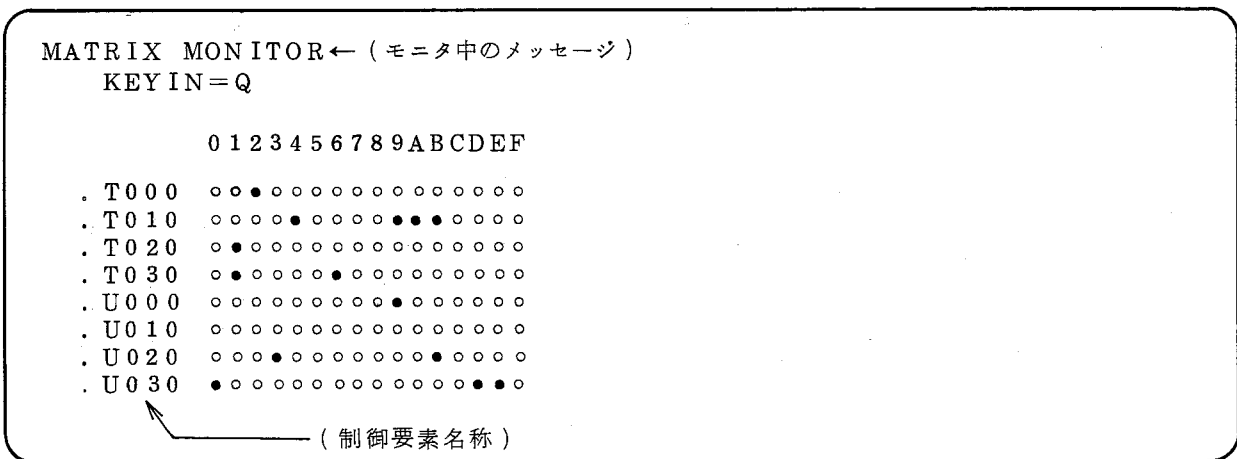 MATRIX MONITOR←(モニタ中のメッセージ)
KEYIN=Q
0123456789ABCDEF
. T000 ○○●○○○○○○○○○○○○○
. T010 ○○○○●○○○○●●●○○○○
. T020 ○●○○○○○○○○○○○○○○
. T030 ○●○○○○●○○○○○○○○○
. U000 ○○○○○○○○○●○○○○○○
. U010 ○○○○○○○○○○○○○○○○
. U020 ○○○●○○○○○○○●○○○○
. U030 ●○○○○○○○○○○○○●●○
(制御要素名称)